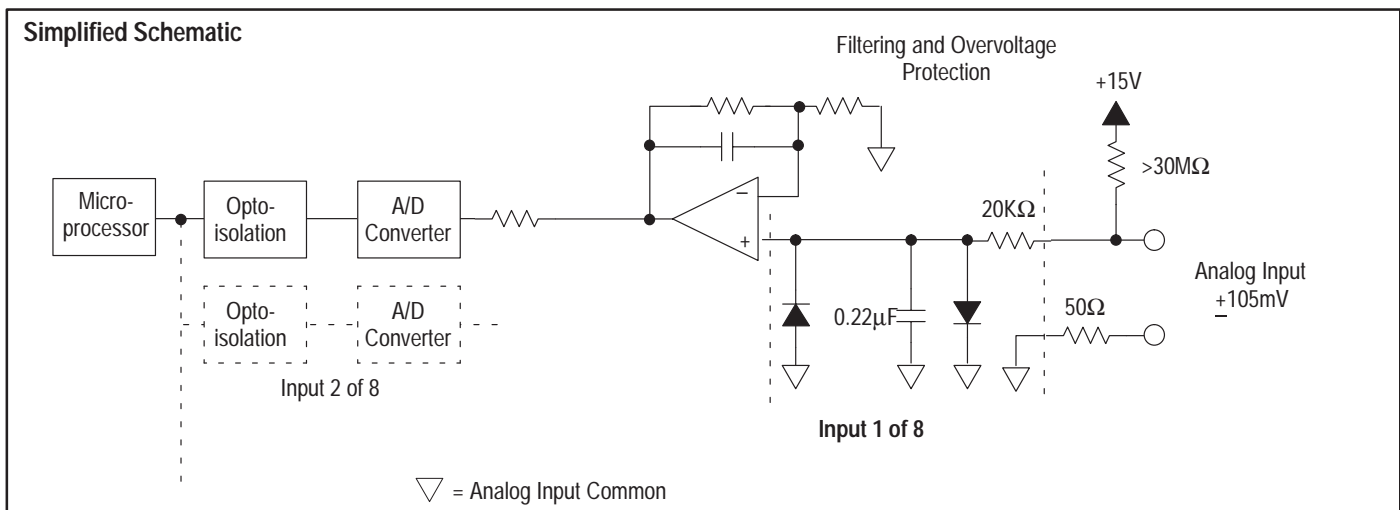 Simplified Schematic
Filtering and Overvoltage
Protection
+15V
>30MΩ
Micro-
processor
Opto-
isolation
A/D
Converter
−
+
20KΩ
Analog Input
±105mV
50Ω
0.22µF
Opto-
isolation
A/D
Converter
Input 2 of 8
Input 1 of 8
= Analog Input Common